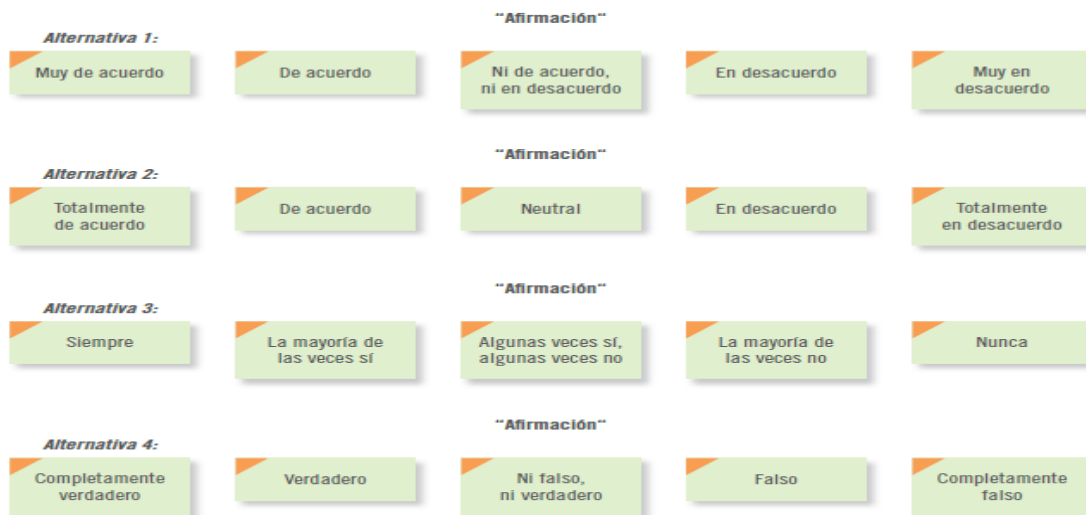 "Afirmación"
Alternativa 1:
Muy de acuerdo
De acuerdo
Ni de acuerdo,
ni en desacuerdo
En desacuerdo
Muy en
desacuerdo
"Afirmación"
Alternativa 2:
Totalmente
de acuerdo
De acuerdo
Neutral
En desacuerdo
Totalmente
en desacuerdo
"Afirmación"
Alternativa 3:
Siempre
La mayoría de
las veces sí
Algunas veces sí,
algunas veces no
La mayoría de
las veces no
Nunca
"Afirmación"
Alternativa 4:
Completamente
verdadero
Verdadero
Ni falso,
ni verdadero
Falso
Completamente
falso